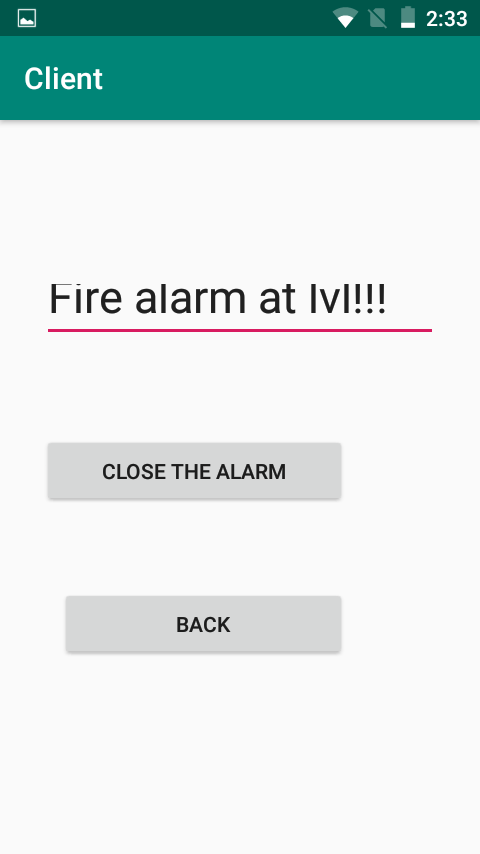 2:33
Client
Fire alarm at lvl!!!
CLOSE THE ALARM
BACK